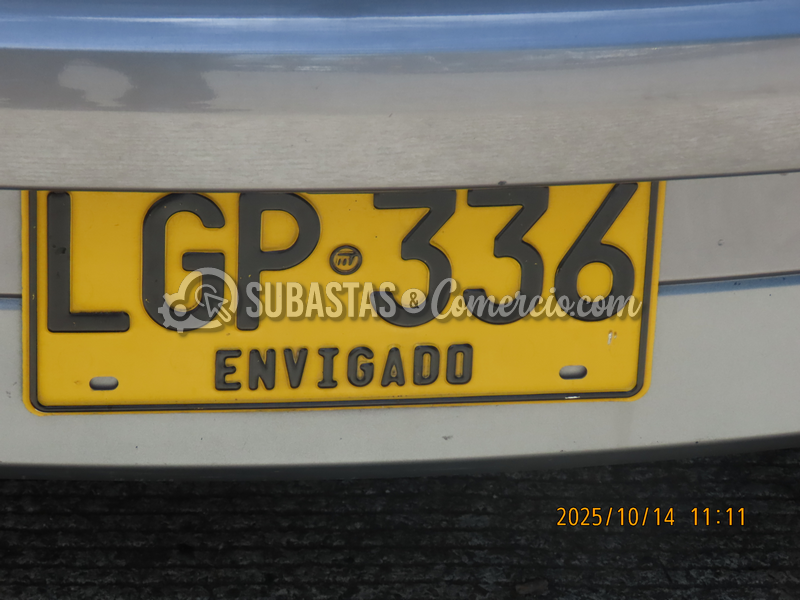 LGP 336
SUBASTAS & Comercio.com
ENVIGADO
2025/10/14 11:11